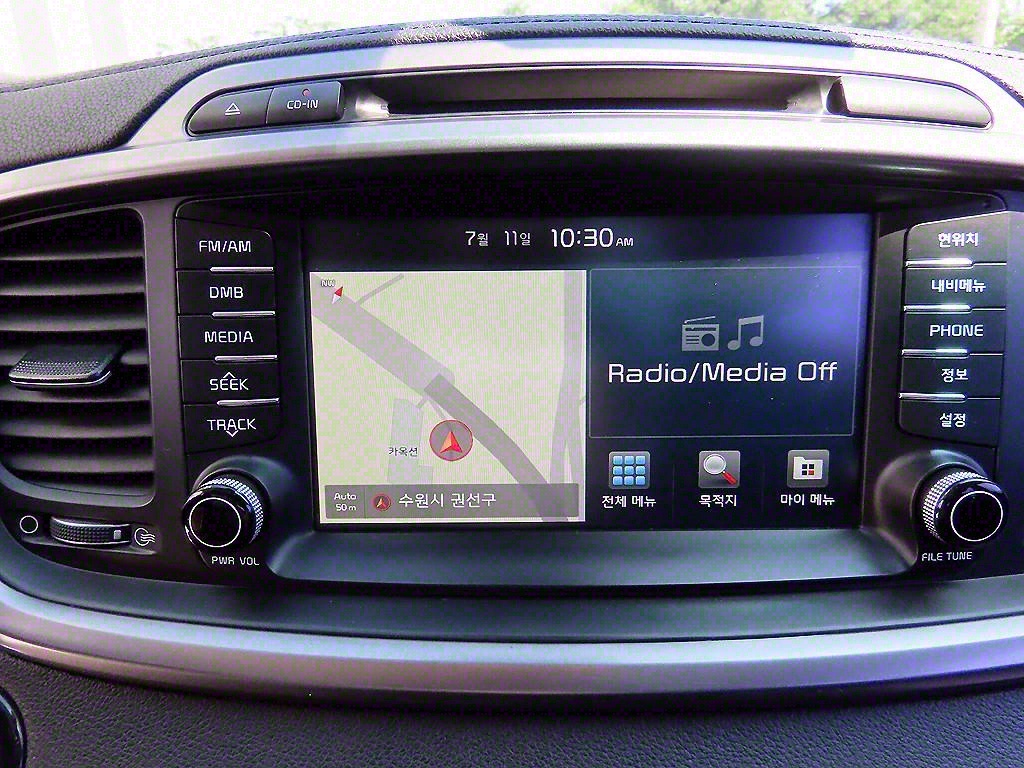 CD-IN
FM/AM
DMB
MEDIA
SEEK
TRACK
PWR VOL
7월 11일 10:30 AM
NW
카옥션
Auto
50 m
수원시 권선구
Radio/Media Off
전체 메뉴
목적지
마이 메뉴
현위치
내비메뉴
PHONE
정보
설정
FILE TUNE